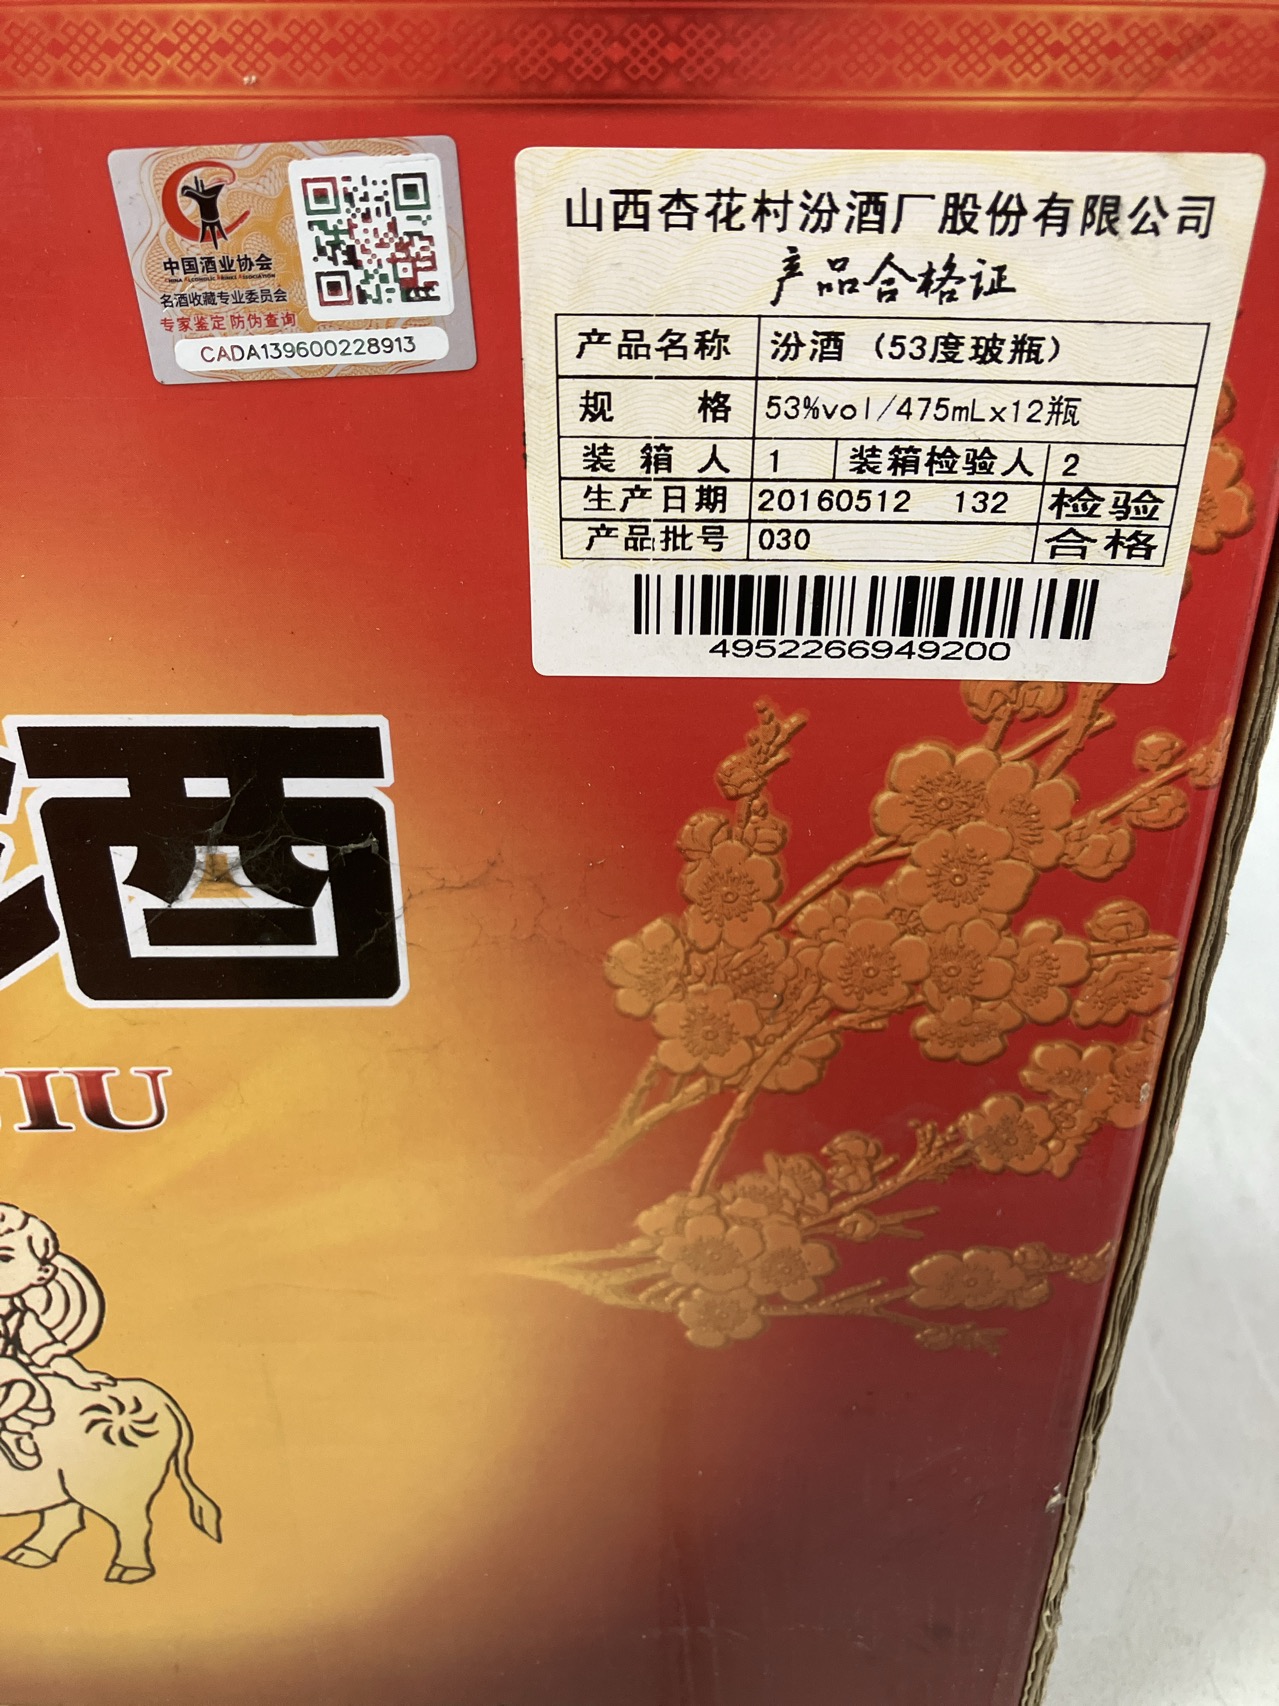 中国酒业协会
CHINA ALCOHOLIC DRINKS ASSOCIATION
名酒收藏专业委员会
专家鉴定 防伪查询
CADA139600228913
山西杏花村汾酒厂股份有限公司
产品合格证
产品名称 汾酒（53度玻瓶）
规 格 53%vol/475mLx12瓶
装 箱 人 1 装箱检验人 2
生产日期 20160512 132 检验
产品批号 030 合格
4952266949200
酒
IU